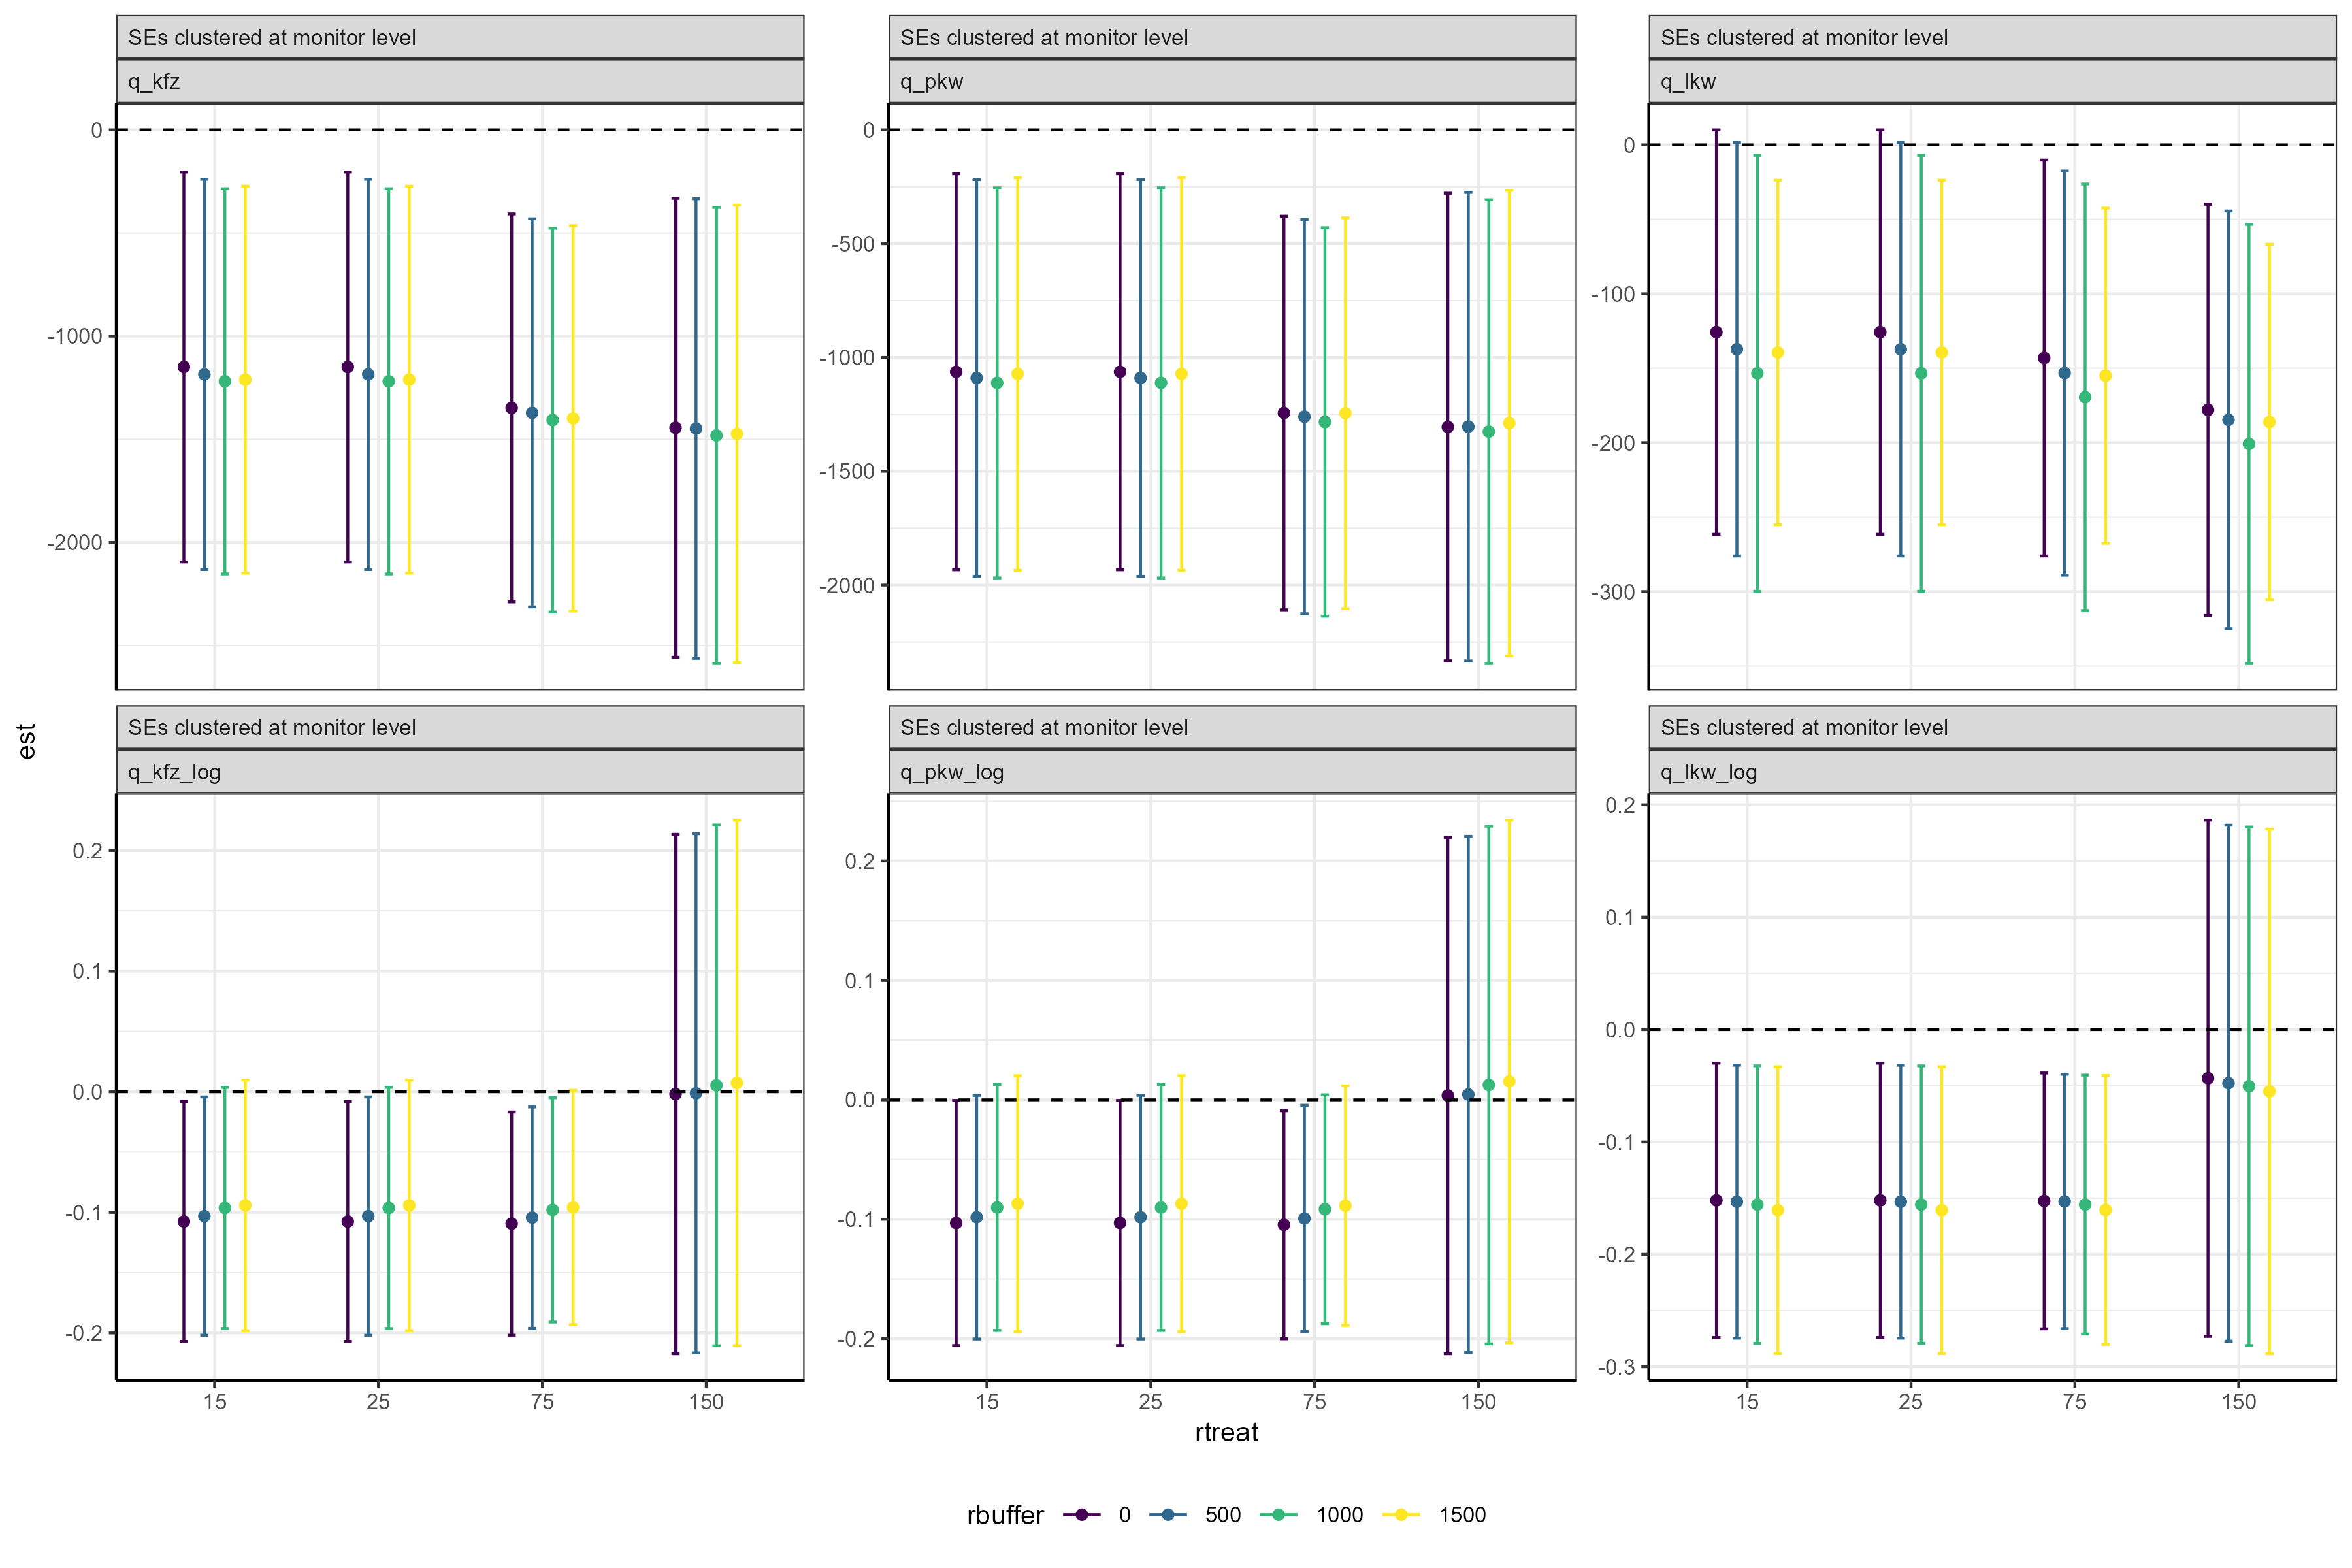 SEs clustered at monitor level
q_kfz
0
-1000
-2000
SEs clustered at monitor level
q_pkw
0
-500
-1000
-1500
-2000
SEs clustered at monitor level
q_lkw
0
-100
-200
-300
est
SEs clustered at monitor level
q_kfz_log
0.2
0.1
0.0
-0.1
-0.2
15 25 75 150
SEs clustered at monitor level
q_pkw_log
0.2
0.1
0.0
-0.1
-0.2
15 25 75 150
SEs clustered at monitor level
q_lkw_log
0.2
0.1
0.0
-0.1
-0.2
-0.3
15 25 75 150
rtreat
rbuffer 0 500 1000 1500